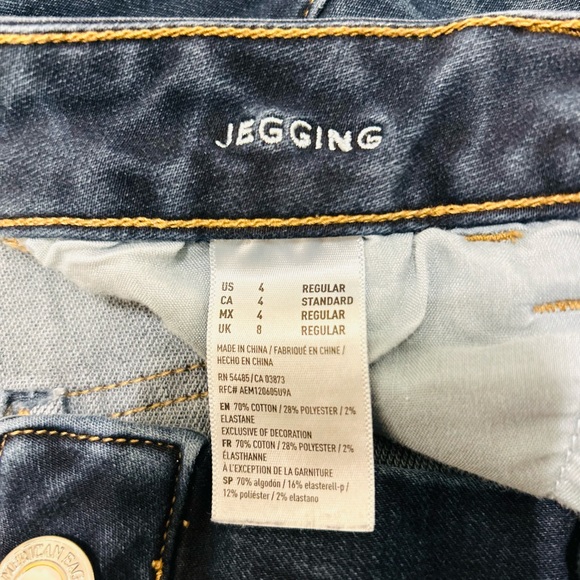 JEGGING
US 4 REGULAR
CA 4 STANDARD
MX 4 REGULAR
UK 8 REGULAR
MADE IN CHINA / FABRIQUÉ EN CHINE /
HECHO EN CHINA
RN 54485/CA 03873
RFC# AEM120605U9A
EN 70% COTTON / 28% POLYESTER / 2%
ELASTANE
EXCLUSIVE OF DECORATION
FR 70% COTON / 28% POLYESTER / 2%
ÉLASTHANNE
À L'EXCEPTION DE LA GARNITURE
SP 70% algodón / 16% elasterell-p /
12% poliéster / 2% elastano